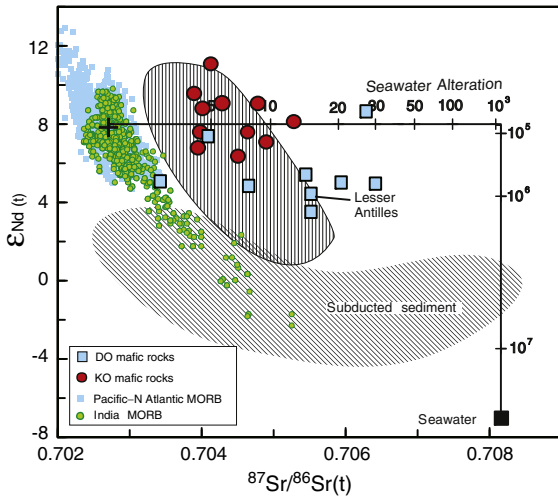 12
8
4
0
-4
-8
εNd (t)
Seawater Alteration
5 10 20 30 50 100 10³
10⁵
10⁶
10⁷
Lesser
Antilles
Subducted sediment
DO mafic rocks
KO mafic rocks
Pacific–N Atlantic MORB
India MORB
Seawater
0.702 0.704 0.706 0.708
⁸⁷Sr/⁸⁶Sr(t)